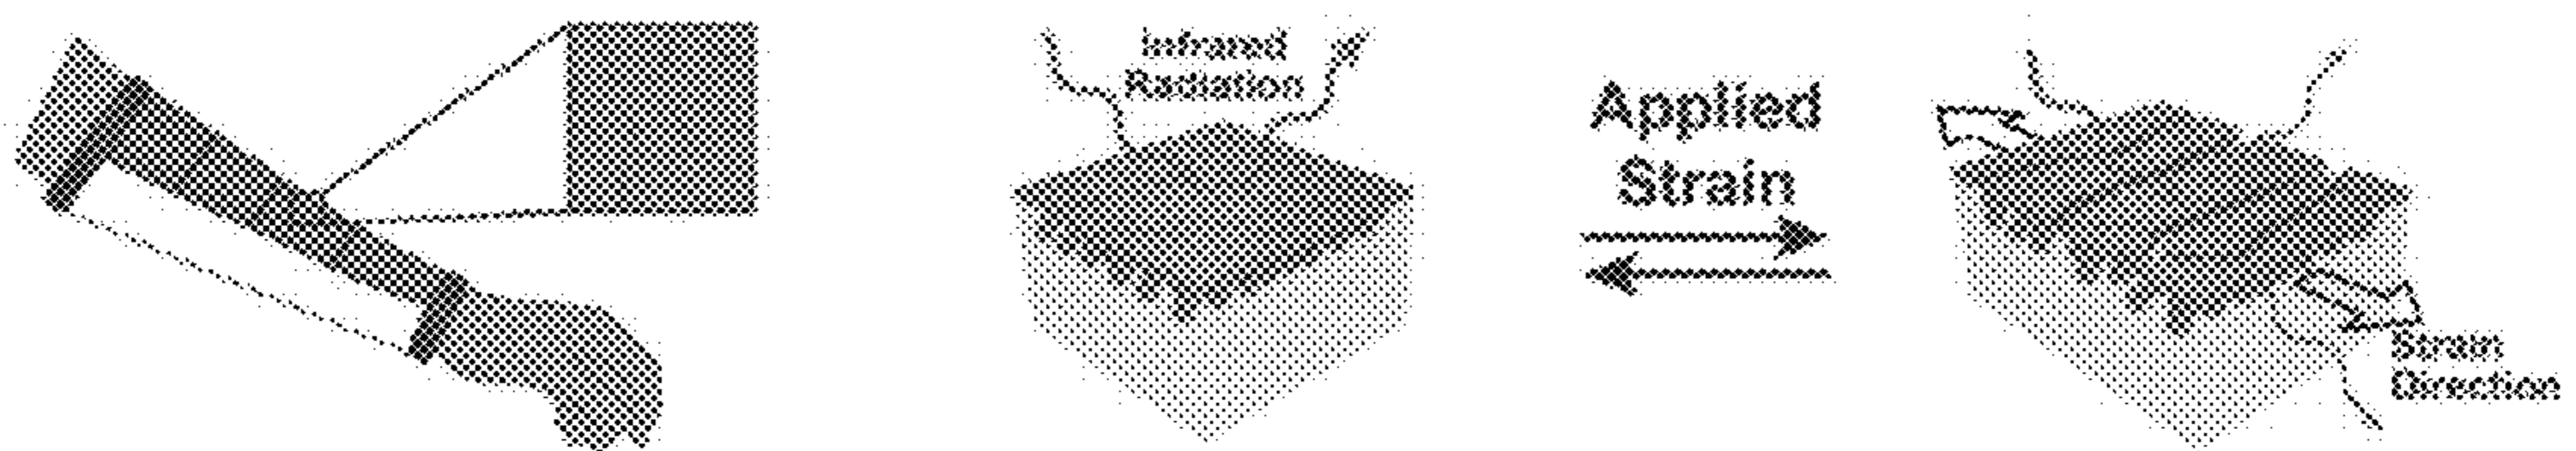 Infrared
Radiation
Applied
Strain
Strain
Direction